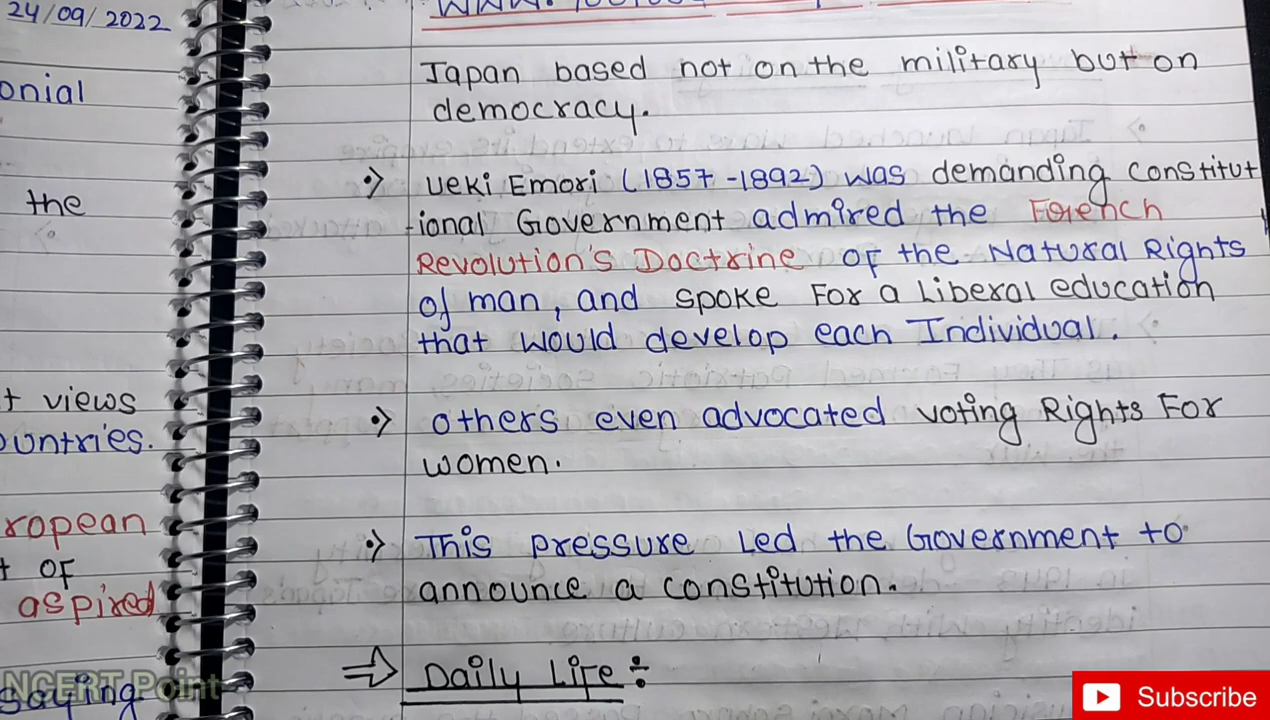 24/09/2022
onial
the
t views
ountries.
ropean
t of
aspired
saying
NCERT Point
Japan based not on the military but on
democracy.
Ueki Emori (1857-1892) was demanding constitut
-ional Government admired the French
Revolution's Doctrine of the Natural Rights
of man, and spoke for a Liberal education
that would develop each Individual.
others even advocated voting Rights For
women.
This pressure Led the Government to
announce a constitution.
⇒ Daily Life ÷
Subscribe